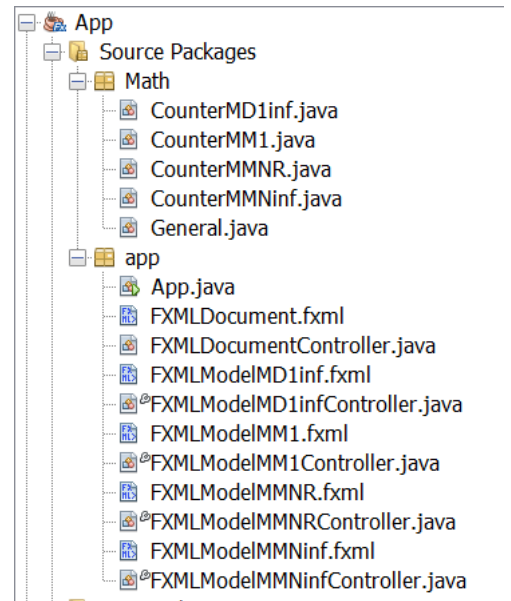 App
Source Packages
Math
CounterMD1inf.java
CounterMM1.java
CounterMMNR.java
CounterMMNinf.java
General.java
app
App.java
FXMLDocument.fxml
FXMLDocumentController.java
FXMLModelMD1inf.fxml
FXMLModelMD1infController.java
FXMLModelMM1.fxml
FXMLModelMM1Controller.java
FXMLModelMMNR.fxml
FXMLModelMMNRController.java
FXMLModelMMNinf.fxml
FXMLModelMMNinfController.java